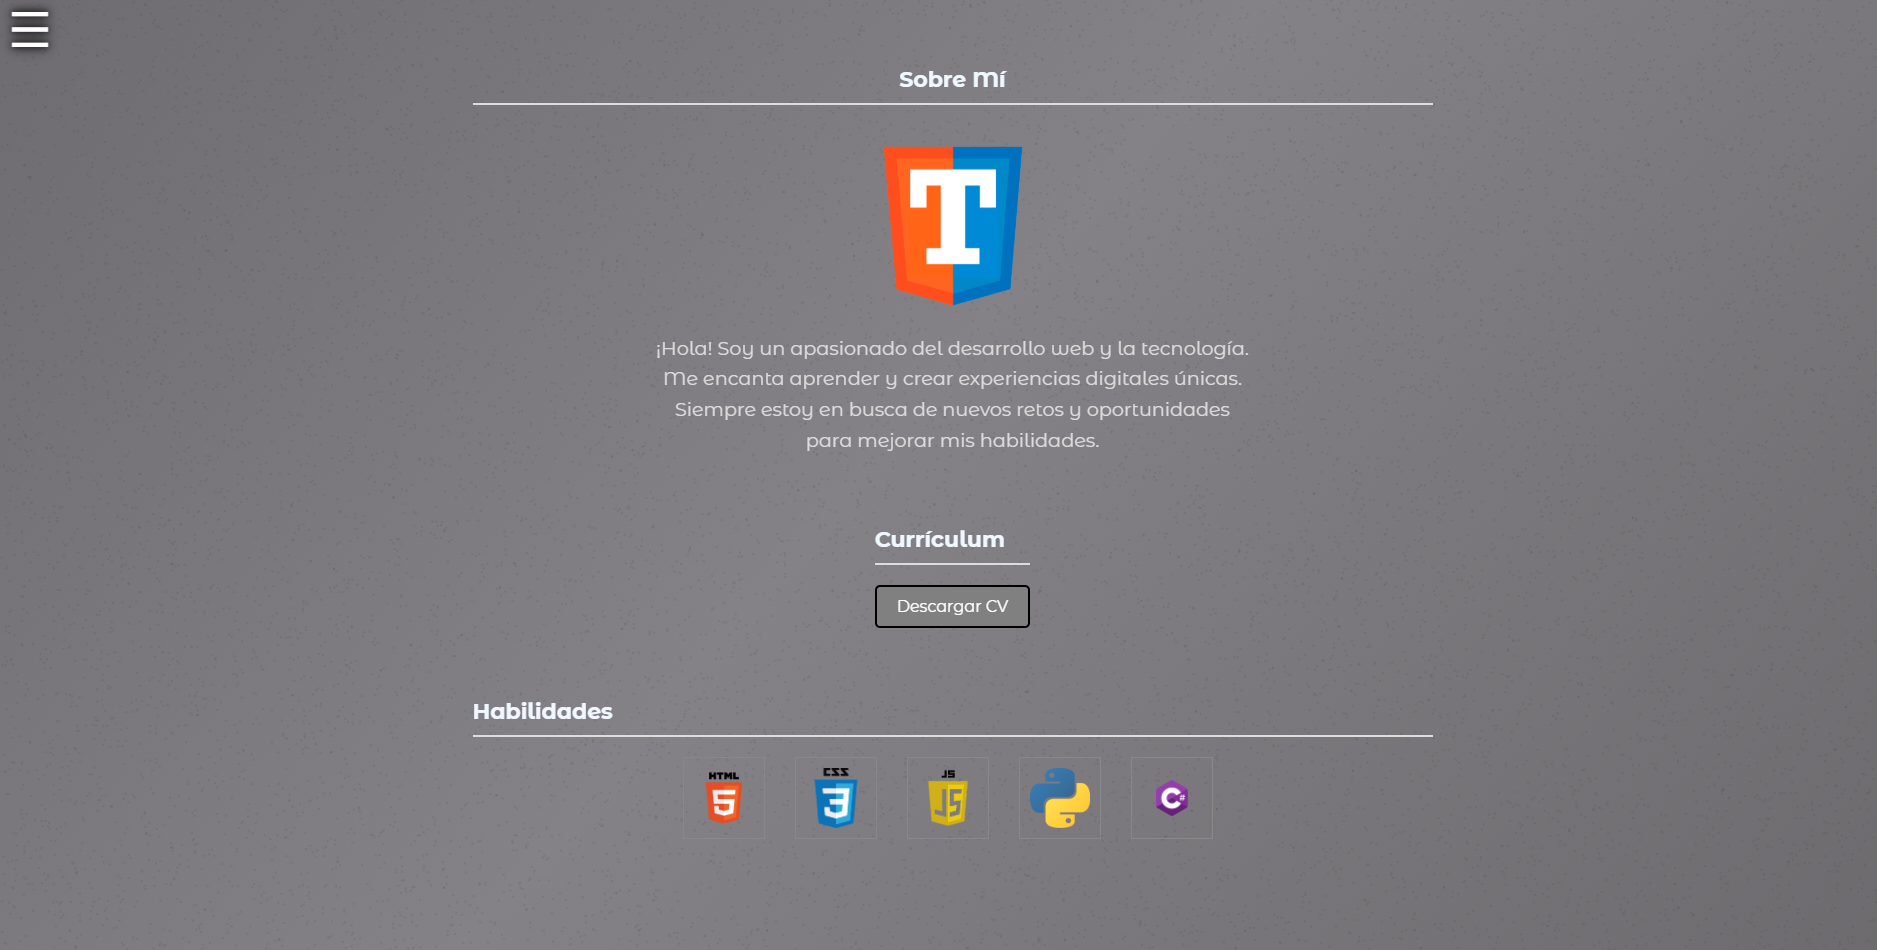 Sobre Mí
T
¡Hola! Soy un apasionado del desarrollo web y la tecnología.
Me encanta aprender y crear experiencias digitales únicas.
Siempre estoy en busca de nuevos retos y oportunidades
para mejorar mis habilidades.
Currículum
Descargar CV
Habilidades
HTML CSS JS
5 3 JS C#